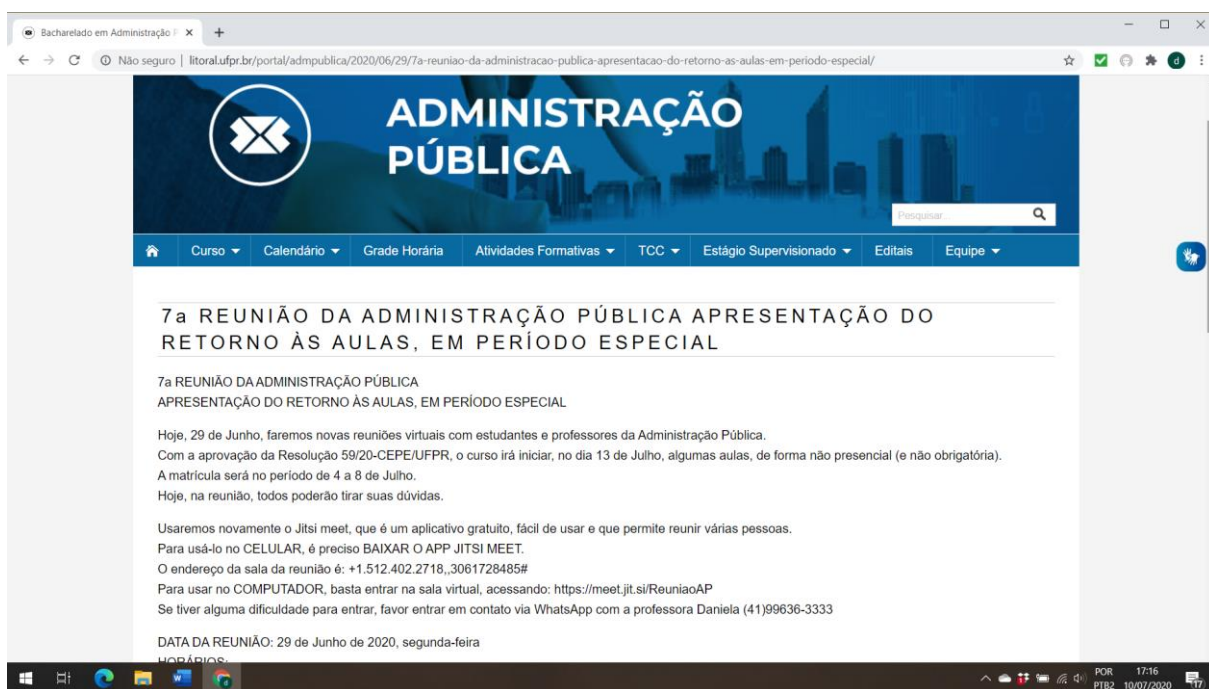 Bacharelado em Administração P
Não seguro | litoral.ufpr.br/portal/admpublica/2020/06/29/7a-reuniao-da-administracao-publica-apresentacao-do-retorno-as-aulas-em-periodo-especial/
d
ADMINISTRAÇÃO
PÚBLICA
Pesquisar...
Curso Calendário Grade Horária Atividades Formativas TCC Estágio Supervisionado Editais Equipe
7a REUNIÃO DA ADMINISTRAÇÃO PÚBLICA APRESENTAÇÃO DO
RETORNO ÀS AULAS, EM PERÍODO ESPECIAL
7a REUNIÃO DA ADMINISTRAÇÃO PÚBLICA
APRESENTAÇÃO DO RETORNO ÀS AULAS, EM PERÍODO ESPECIAL
Hoje, 29 de Junho, faremos novas reuniões virtuais com estudantes e professores da Administração Pública.
Com a aprovação da Resolução 59/20-CEPE/UFPR, o curso irá iniciar, no dia 13 de Julho, algumas aulas, de forma não presencial (e não obrigatória).
A matrícula será no período de 4 a 8 de Julho.
Hoje, na reunião, todos poderão tirar suas dúvidas.
Usaremos novamente o Jitsi meet, que é um aplicativo gratuito, fácil de usar e que permite reunir várias pessoas.
Para usá-lo no CELULAR, é preciso BAIXAR O APP JITSI MEET.
O endereço da sala da reunião é: +1.512.402.2718,,3061728485#
Para usar no COMPUTADOR, basta entrar na sala virtual, acessando: https://meet.jit.si/ReuniaoAP
Se tiver alguma dificuldade para entrar, favor entrar em contato via WhatsApp com a professora Daniela (41)99636-3333
DATA DA REUNIÃO: 29 de Junho de 2020, segunda-feira
HORÁRIOS:
POR 17:16
PTB2 10/07/2020
17